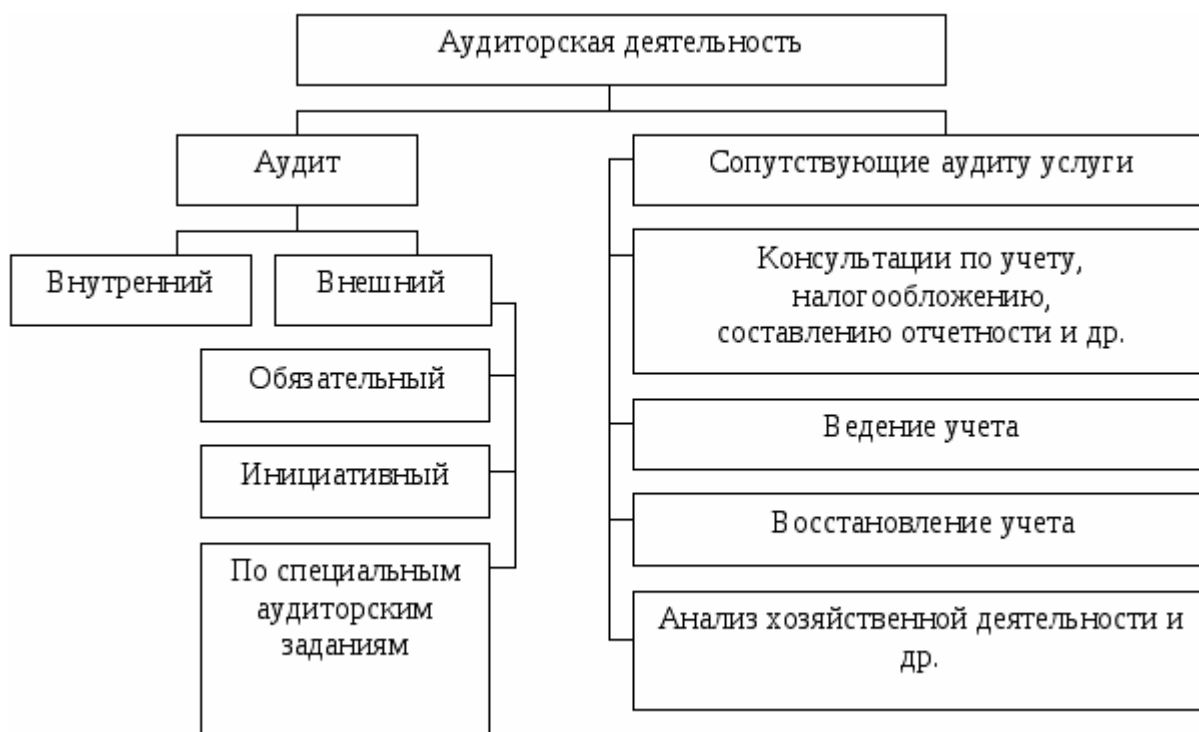 Аудиторская деятельность
Аудит
Сопутствующие аудиту услуги
Внутренний
Внешний
Консультации по учету,
налогообложению,
составлению отчетности и др.
Обязательный
Ведение учета
Инициативный
Восстановление учета
По специальным
аудиторским
заданиям
Анализ хозяйственной деятельности и
др.